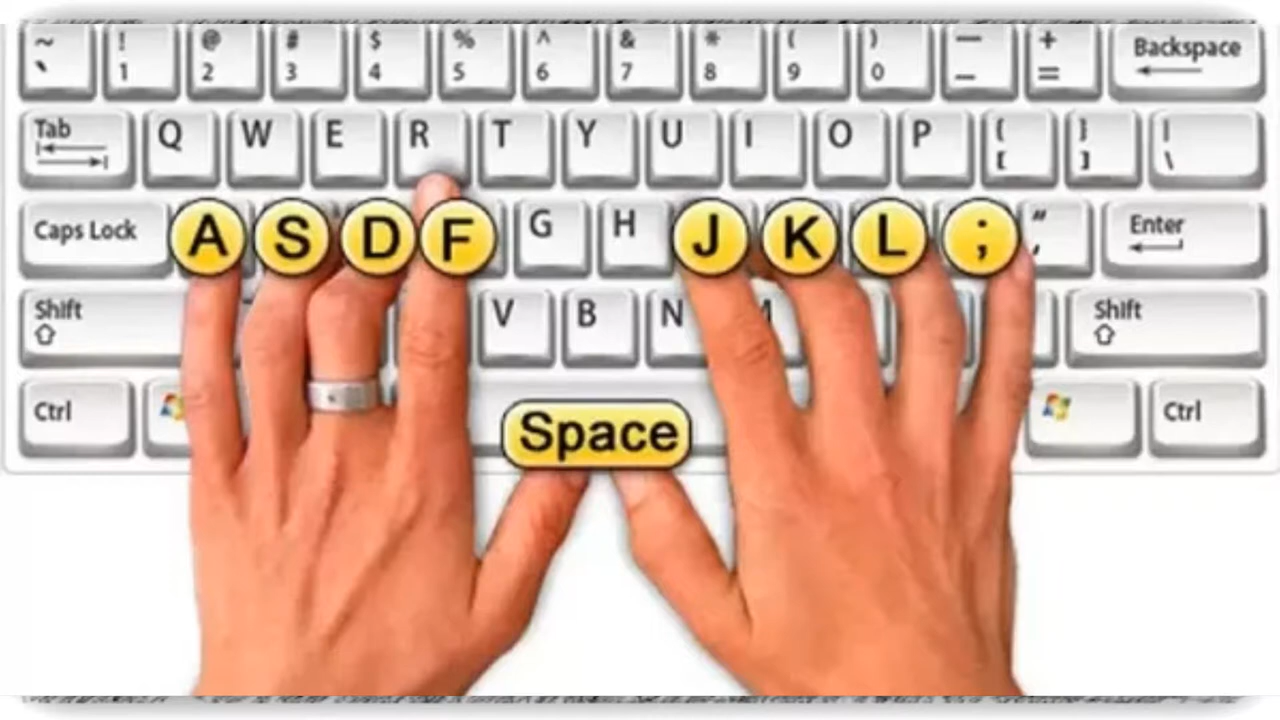 ~ ! @ # $ % ^ & * ( ) — +
` 1 2 3 4 5 6 7 8 9 0 _ = Backspace
Tab Q W E R T Y U I O P { [ } ] | \
Caps Lock A S D F G H J K L ; " , Enter
Shift V B N M Shift
Ctrl Space Ctrl